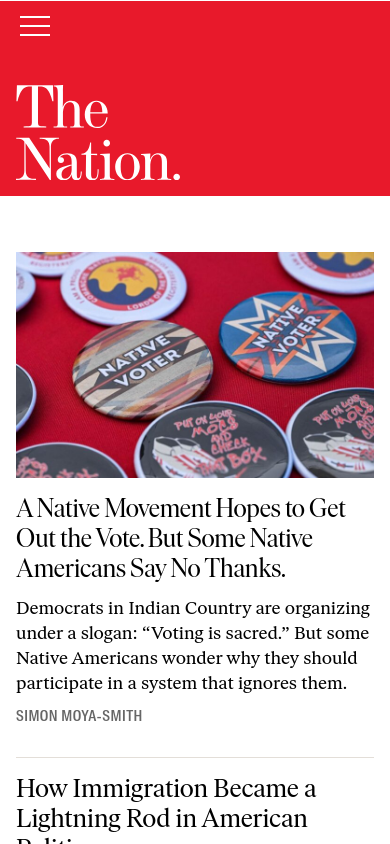 The
Nation.
NATIVE
VOTER
NATIVE
VOTER
PUT ON YOUR
MOCS
AND
CHECK
THAT BOX
A Native Movement Hopes to Get
Out the Vote. But Some Native
Americans Say No Thanks.
Democrats in Indian Country are organizing
under a slogan: “Voting is sacred.” But some
Native Americans wonder why they should
participate in a system that ignores them.
SIMON MOYA-SMITH
How Immigration Became a
Lightning Rod in American